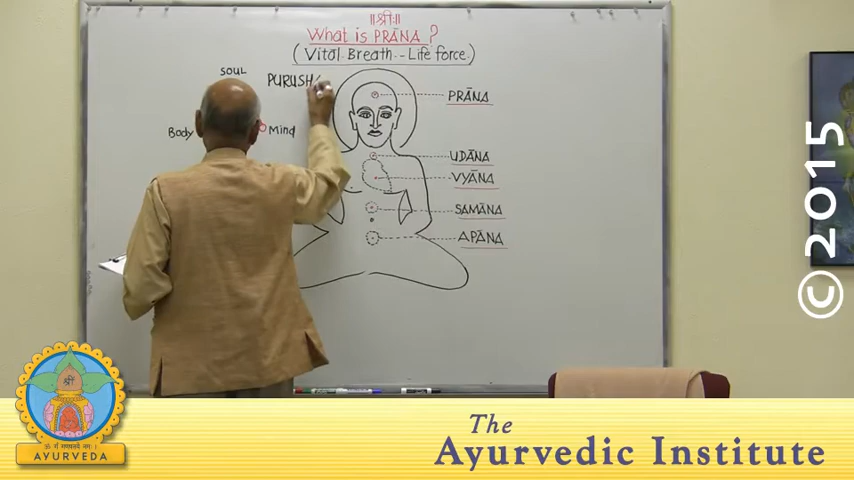 ॥श्रीः॥
What is PRĀNA ?
(Vital Breath -- Life force.)
SOUL
PURUSHA
Body
Mind
PRĀNA
UDĀNA
VYĀNA
SAMĀNA
APĀNA
©2015
श्री
AYURVEDA
The
Ayurvedic Institute